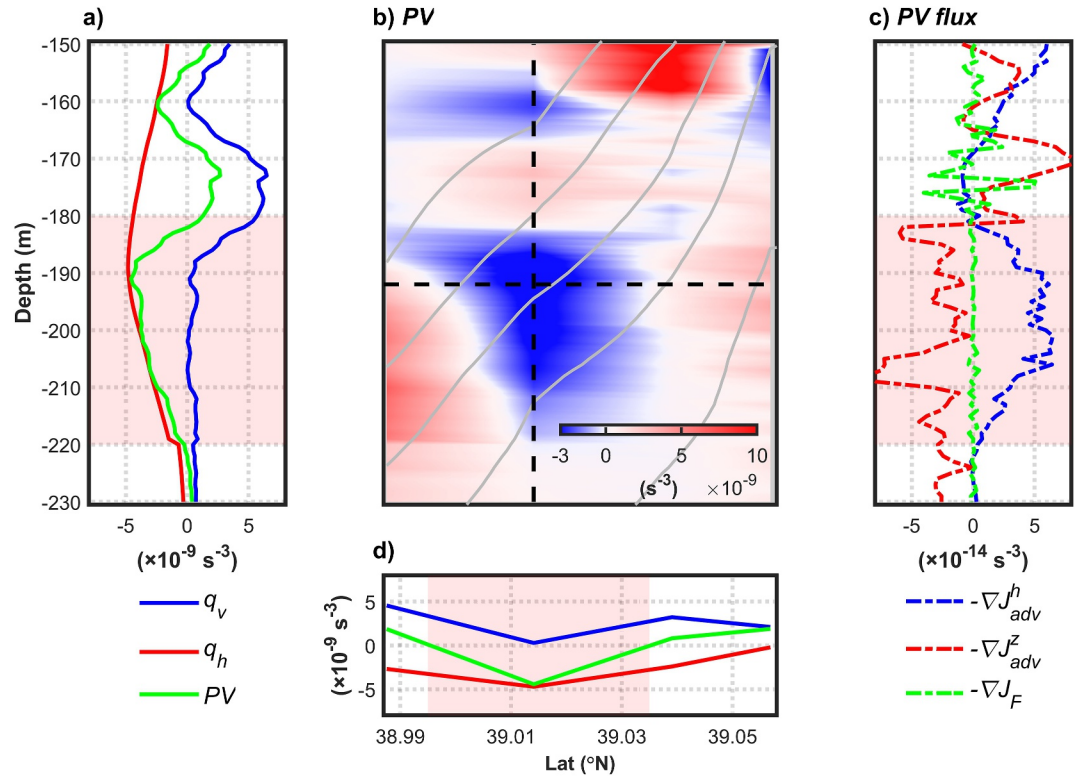 a)
b) PV
c) PV flux
Depth (m)
-150
-160
-170
-180
-190
-200
-210
-220
-230
-5 0 5
(×10⁻⁹ s⁻³)
-3 0 5 10
(s⁻³) ×10⁻⁹
-5 0 5
(×10⁻¹⁴ s⁻³)
q_v
q_h
PV
d)
(×10⁻⁹ s⁻³)
5
0
-5
38.99 39.01 39.03 39.05
Lat (°N)
-∇J^h_adv
-∇J^z_adv
-∇J_F